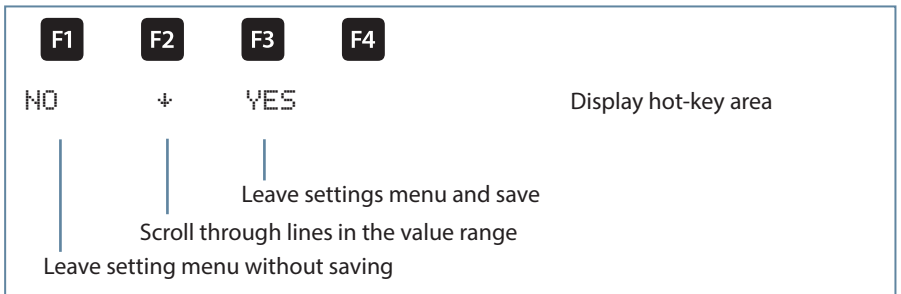 F1 F2 F3 F4
NO ↓ YES Display hot-key area
Leave settings menu and save
Scroll through lines in the value range
Leave setting menu without saving